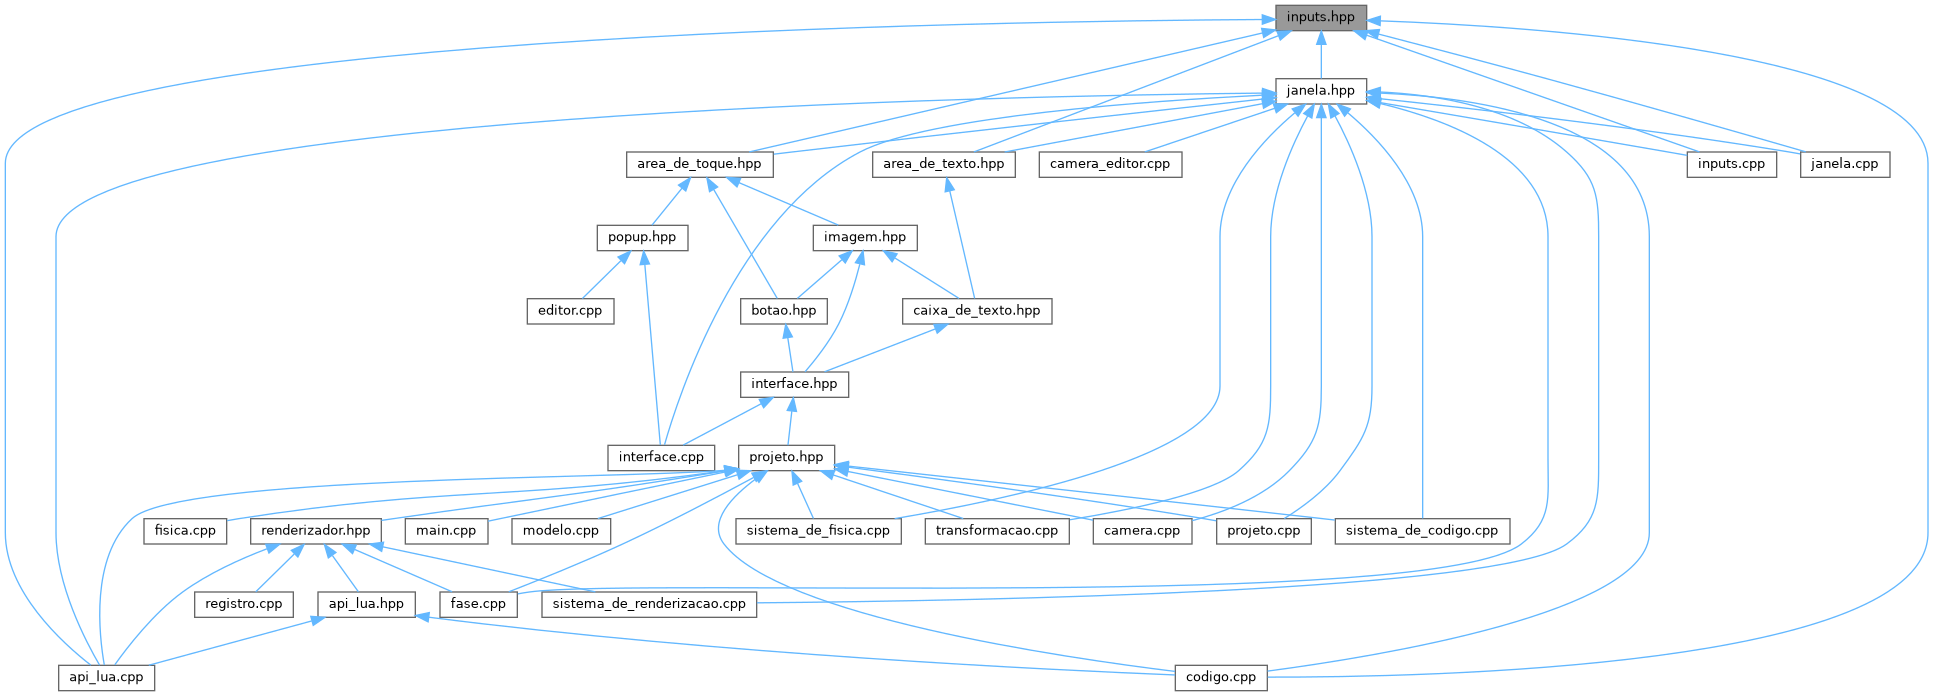 inputs.hpp
janela.hpp
area_de_toque.hpp
area_de_texto.hpp
camera_editor.cpp
inputs.cpp
janela.cpp
popup.hpp
imagem.hpp
editor.cpp
botao.hpp
caixa_de_texto.hpp
interface.hpp
interface.cpp
projeto.hpp
fisica.cpp
renderizador.hpp
main.cpp
modelo.cpp
sistema_de_fisica.cpp
transformacao.cpp
camera.cpp
projeto.cpp
sistema_de_codigo.cpp
registro.cpp
api_lua.hpp
fase.cpp
sistema_de_renderizacao.cpp
api_lua.cpp
codigo.cpp